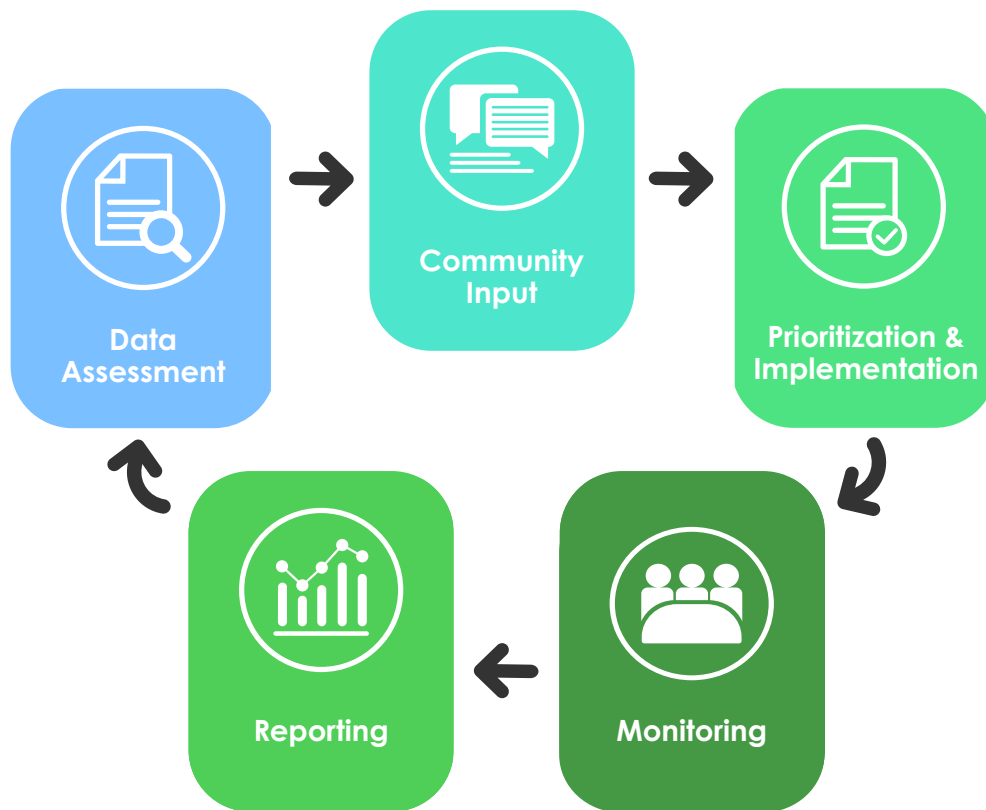 Community
Input
Data
Assessment
Prioritization &
Implementation
Reporting
Monitoring